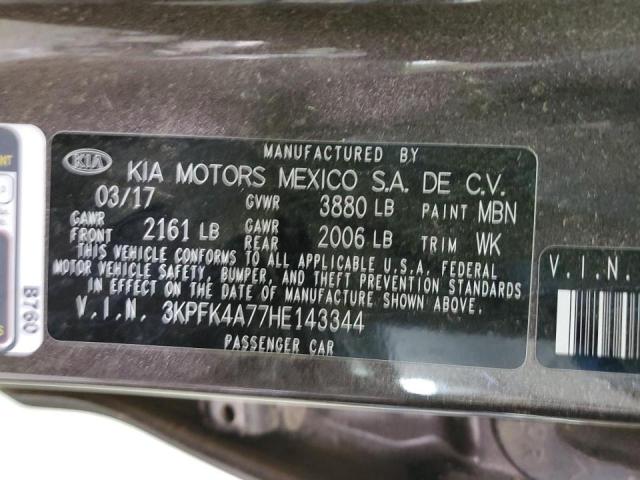 MANUFACTURED BY
KIA KIA MOTORS MEXICO S.A. DE C.V.
03/17 GVWR 3880 LB PAINT MBN
GAWR FRONT 2161 LB GAWR REAR 2006 LB TRIM WK
THIS VEHICLE CONFORMS TO ALL APPLICABLE U.S.A. FEDERAL
MOTOR VEHICLE SAFETY, BUMPER, AND THEFT PREVENTION STANDARDS
IN EFFECT ON THE DATE OF MANUFACTURE SHOWN ABOVE.
V.I.N. 3KPFK4A77HE143344
PASSENGER CAR
V.I.N.
B760